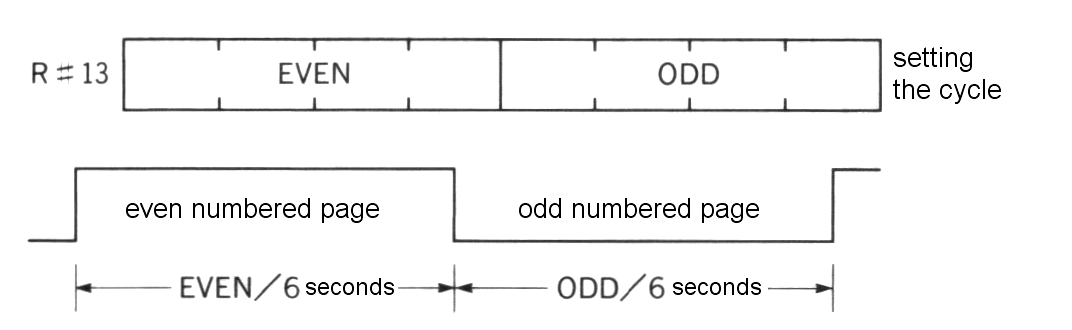 R#13 EVEN ODD setting
the cycle
even numbered page odd numbered page
EVEN/6 seconds ODD/6 seconds